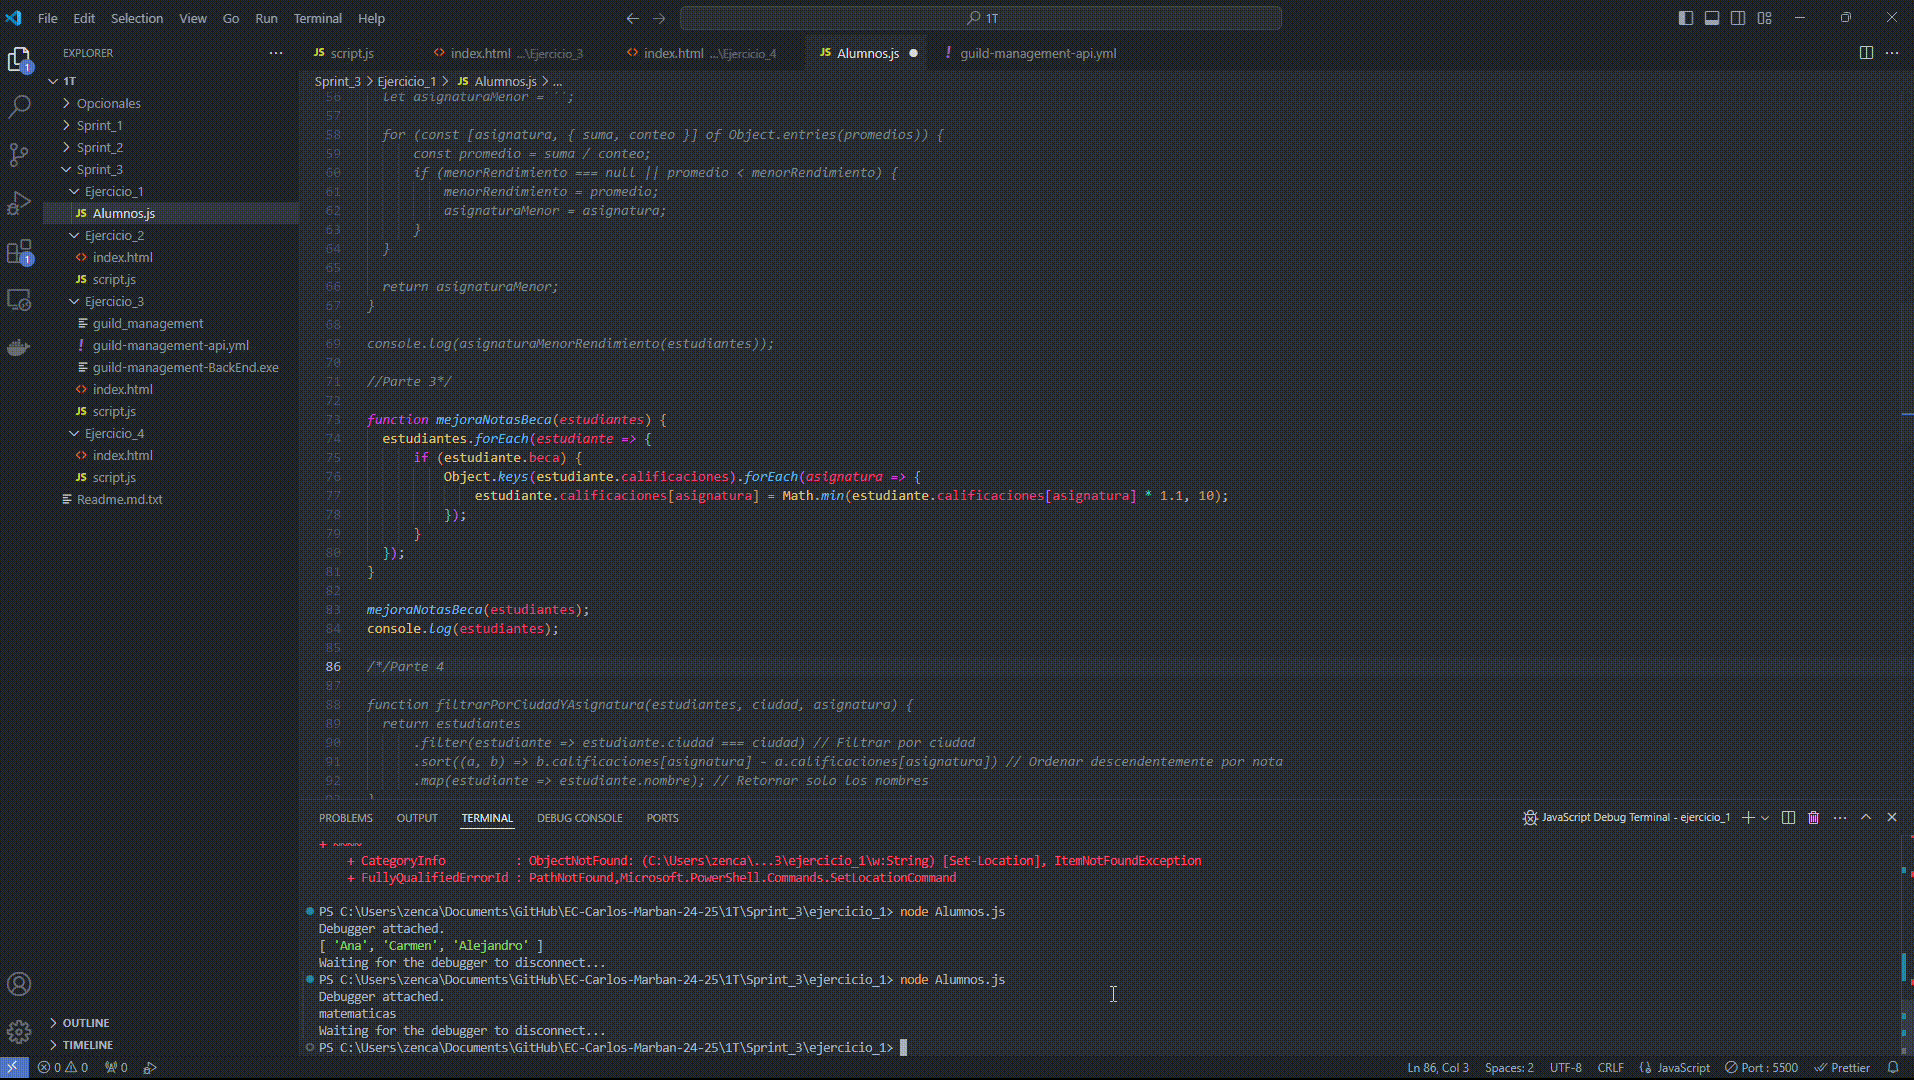 File Edit Selection View Go Run Terminal Help
1T
EXPLORER
1T
Opcionales
Sprint_1
Sprint_2
Sprint_3
Ejercicio_1
JS Alumnos.js
Ejercicio_2
<> index.html
JS script.js
Ejercicio_3
guild_management
! guild-management-api.yml
guild-management-BackEnd.exe
<> index.html
JS script.js
Ejercicio_4
<> index.html
JS script.js
Readme.md.txt
OUTLINE
TIMELINE
1
1
JS script.js <> index.html ...\Ejercicio_3 <> index.html ...\Ejercicio_4 JS Alumnos.js ! guild-management-api.yml
Sprint_3 > Ejercicio_1 > JS Alumnos.js > ...
56 let asignaturaMenor = ``;
57
58 for (const [asignatura, { suma, conteo }] of Object.entries(promedios)) {
59 const promedio = suma / conteo;
60 if (menorRendimiento === null || promedio < menorRendimiento) {
61 menorRendimiento = promedio;
62 asignaturaMenor = asignatura;
63 }
64 }
65
66 return asignaturaMenor;
67 }
68
69 console.log(asignaturaMenorRendimiento(estudiantes));
70
71 //Parte 3*/
72
73 function mejoraNotasBeca(estudiantes) {
74 estudiantes.forEach(estudiante => {
75 if (estudiante.beca) {
76 Object.keys(estudiante.calificaciones).forEach(asignatura => {
77 estudiante.calificaciones[asignatura] = Math.min(estudiante.calificaciones[asignatura] * 1.1, 10);
78 });
79 }
80 });
81 }
82
83 mejoraNotasBeca(estudiantes);
84 console.log(estudiantes);
85
86 /*/Parte 4
87
88 function filtrarPorCiudadYAsignatura(estudiantes, ciudad, asignatura) {
89 return estudiantes
90 .filter(estudiante => estudiante.ciudad === ciudad) // Filtrar por ciudad
91 .sort((a, b) => b.calificaciones[asignatura] - a.calificaciones[asignatura]) // Ordenar descendentemente por nota
92 .map(estudiante => estudiante.nombre); // Retornar solo los nombres
PROBLEMS OUTPUT TERMINAL DEBUG CONSOLE PORTS JavaScript Debug Terminal - ejercicio_1
+ ~~~~
+ CategoryInfo : ObjectNotFound: (C:\Users\zenca\...3\ejercicio_1\w:String) [Set-Location], ItemNotFoundException
+ FullyQualifiedErrorId : PathNotFound,Microsoft.PowerShell.Commands.SetLocationCommand
PS C:\Users\zenca\Documents\GitHub\EC-Carlos-Marban-24-25\1T\Sprint_3\ejercicio_1> node Alumnos.js
Debugger attached.
[ 'Ana', 'Carmen', 'Alejandro' ]
Waiting for the debugger to disconnect...
PS C:\Users\zenca\Documents\GitHub\EC-Carlos-Marban-24-25\1T\Sprint_3\ejercicio_1> node Alumnos.js
Debugger attached.
matematicas
Waiting for the debugger to disconnect...
PS C:\Users\zenca\Documents\GitHub\EC-Carlos-Marban-24-25\1T\Sprint_3\ejercicio_1>
0 0 0 Ln 86, Col 3 Spaces: 2 UTF-8 CRLF {} JavaScript Port : 5500 Prettier